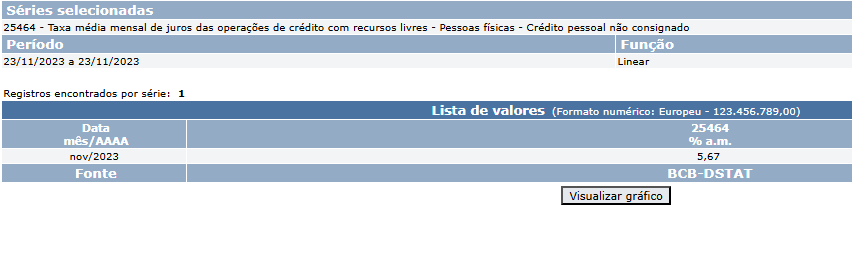 Séries selecionadas
25464 - Taxa média mensal de juros das operações de crédito com recursos livres - Pessoas físicas - Crédito pessoal não consignado
Período Função
23/11/2023 a 23/11/2023 Linear
Registros encontrados por série: 1
Lista de valores (Formato numérico: Europeu - 123.456.789,00)
Data 25464
mês/AAAA % a.m.
nov/2023 5,67
Fonte BCB-DSTAT
Visualizar gráfico